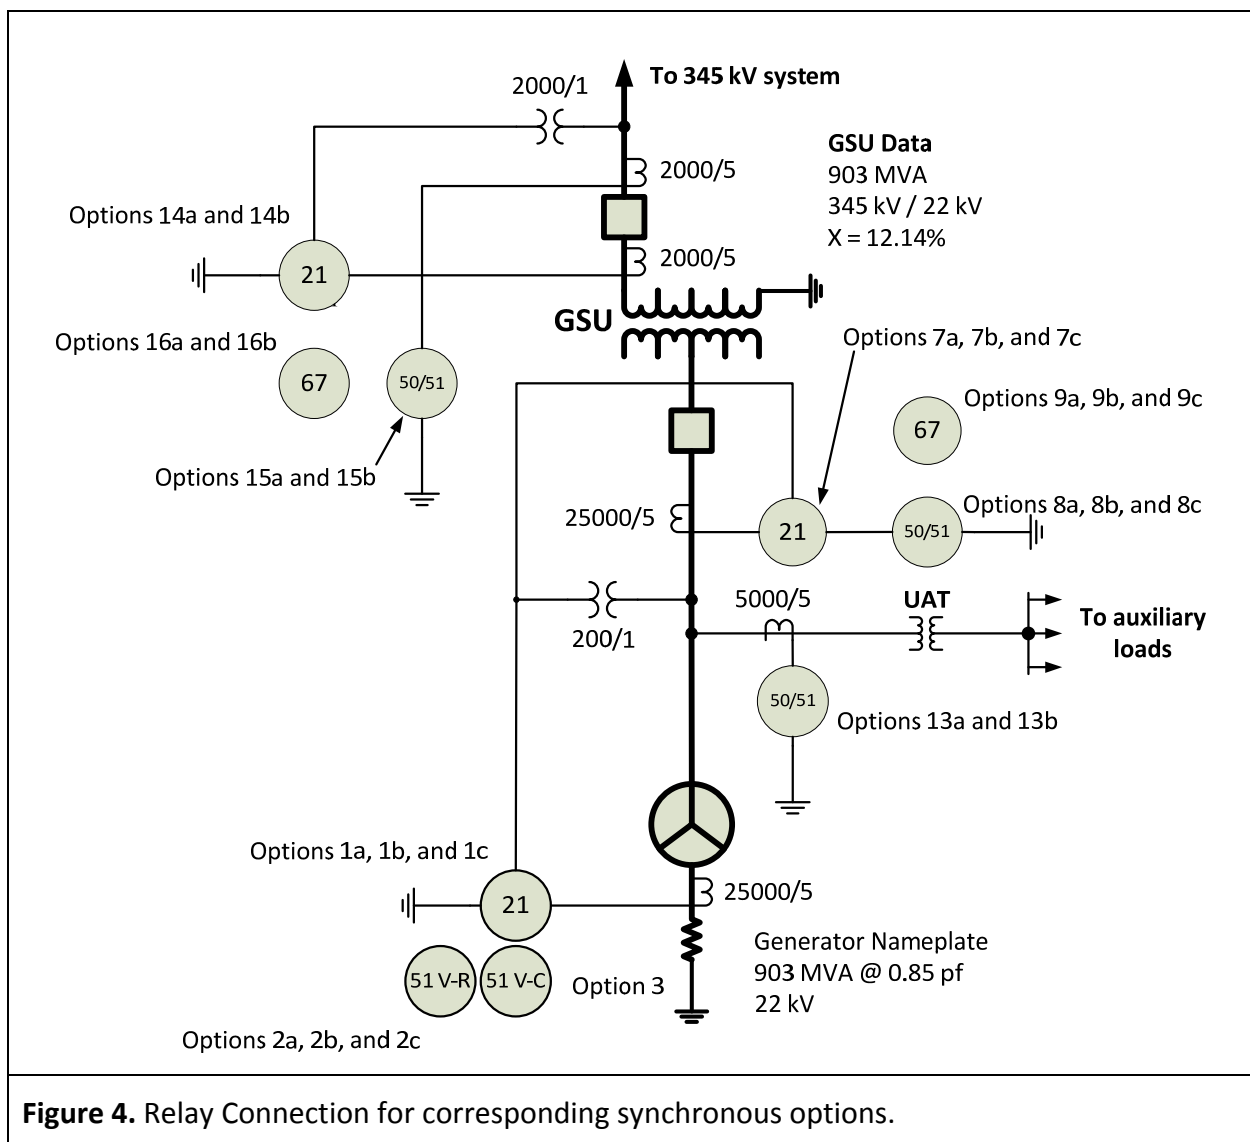 To 345 kV system
2000/1
GSU Data
903 MVA
345 kV / 22 kV
X = 12.14%
2000/5
Options 14a and 14b
2000/5
21
GSU
Options 16a and 16b
Options 7a, 7b, and 7c
67
50/51
Options 9a, 9b, and 9c
67
Options 15a and 15b
Options 8a, 8b, and 8c
25000/5
21
50/51
5000/5
UAT
To auxiliary
loads
200/1
50/51
Options 13a and 13b
Options 1a, 1b, and 1c
21
25000/5
Generator Nameplate
903 MVA @ 0.85 pf
22 kV
51 V-R
51 V-C
Option 3
Options 2a, 2b, and 2c
Figure 4. Relay Connection for corresponding synchronous options.